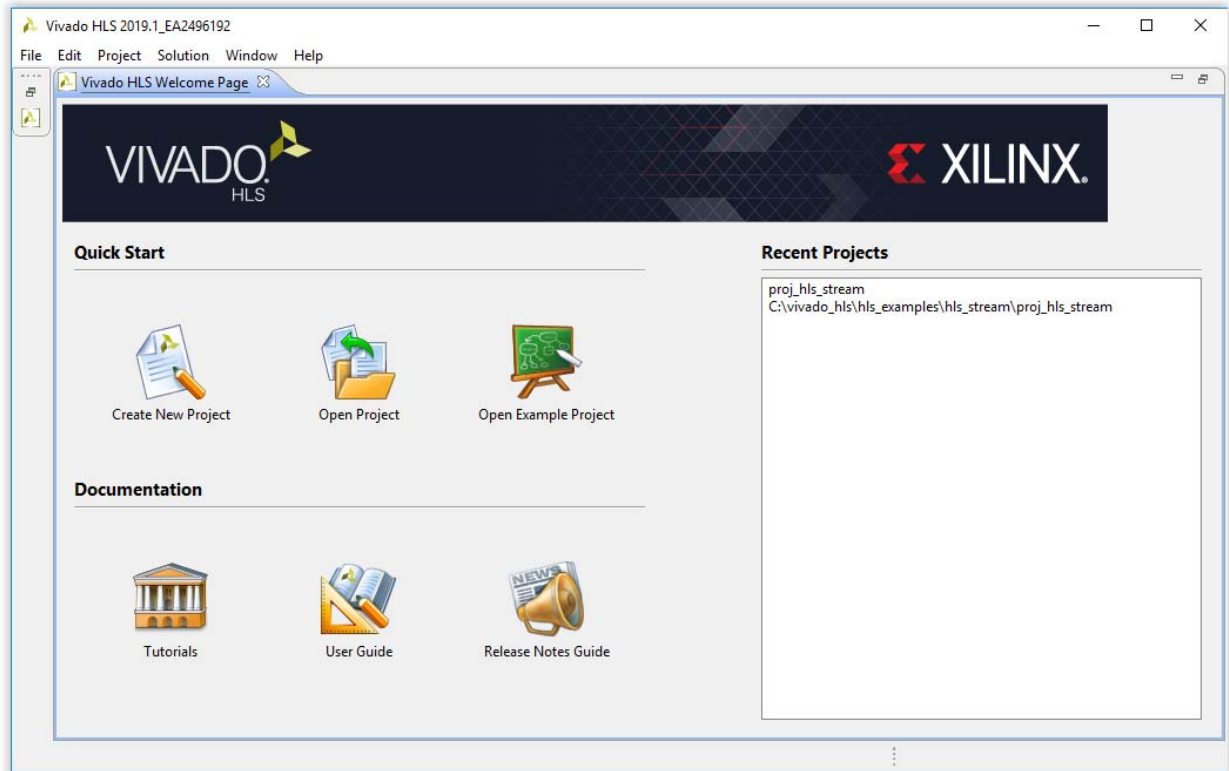 Vivado HLS 2019.1_EA2496192
File Edit Project Solution Window Help
Vivado HLS Welcome Page
VIVADO.
HLS
XILINX.
Quick Start
Create New Project Open Project Open Example Project
Documentation
NEWS
Tutorials User Guide Release Notes Guide
Recent Projects
proj_hls_stream
C:\vivado_hls\hls_examples\hls_stream\proj_hls_stream